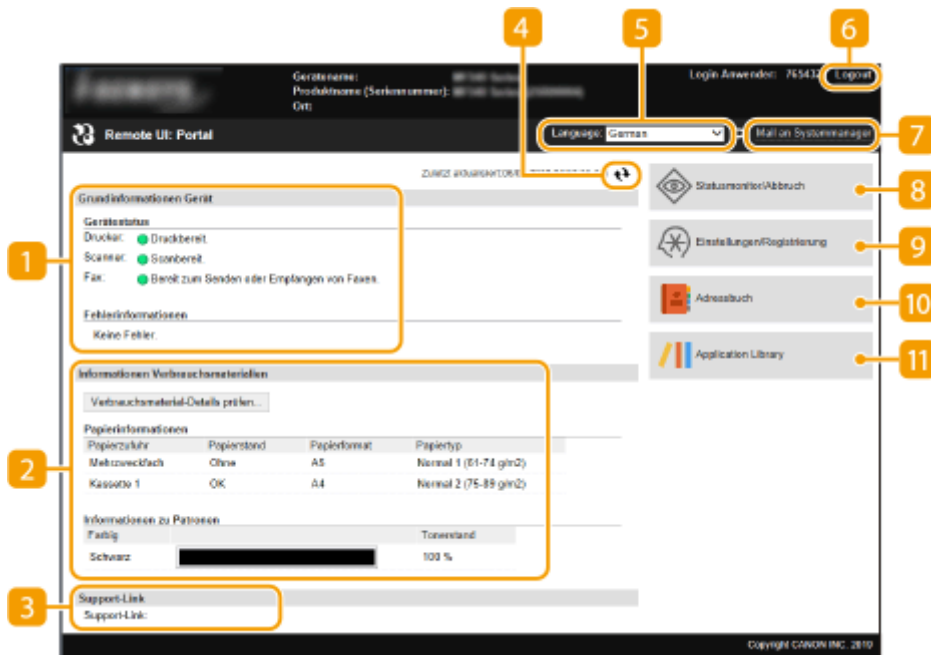 4 5 6
Gerätename:
Login Anwender: Logout
Produktname (Seriennummer):
Ort:
Remote UI: Portal
Language: German
Mail an Systemmanager
7
Zuletzt aktualisiert:
Grundinformationen Gerät
Statusmonitor/Abbruch
8
Gerätestatus
Drucker: Druckbereit.
Scanner: Scanbereit.
Fax: Bereit zum Senden oder Empfangen von Faxen.
1
Einstellungen/Registrierung
9
Fehlerinformationen
Keine Fehler.
Adressbuch
10
Application Library
11
Informationen Verbrauchsmaterialien
Verbrauchsmaterial-Details prüfen...
Papierinformationen
Papierzufuhr Papierstand Papierformat Papiertyp
Mehrzweckfach Ohne A5 Normal 1 (61-74 g/m2)
2
Kassette 1 OK A4 Normal 2 (75-89 g/m2)
Informationen zu Patronen
Farbig Tonerstand
Schwarz 100 %
3
Support-Link
Support-Link:
Copyright CANON INC. 2019